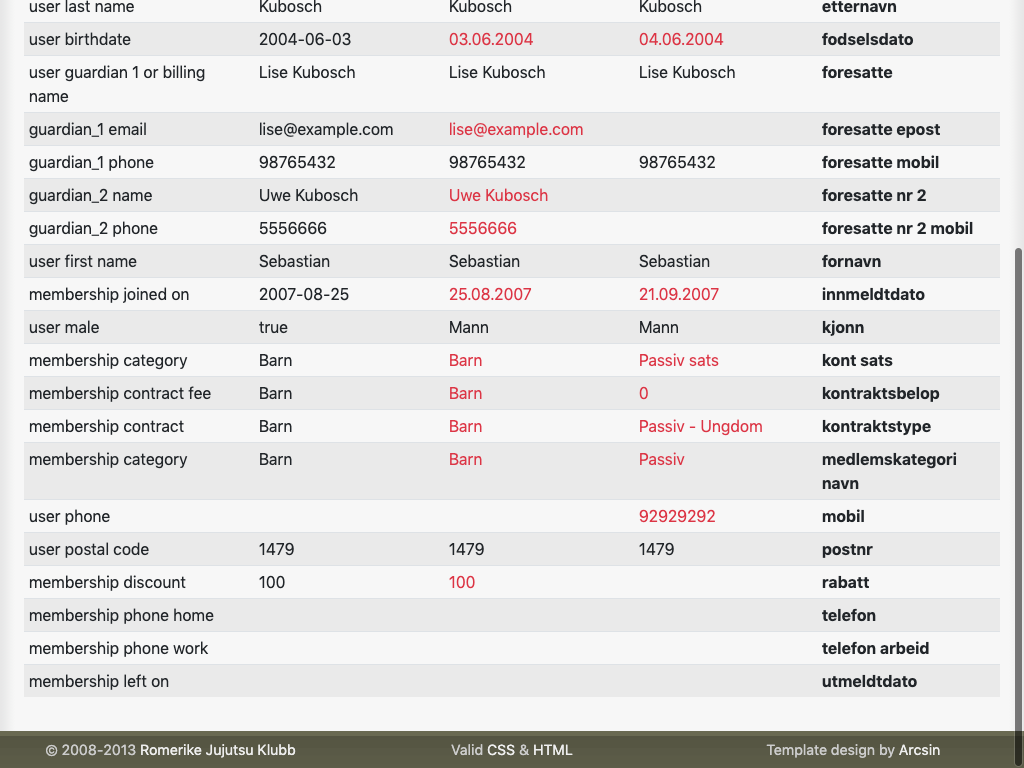 user last name Kubosch Kubosch Kubosch etternavn
user birthdate 2004-06-03 03.06.2004 04.06.2004 fodselsdato
user guardian 1 or billing Lise Kubosch Lise Kubosch Lise Kubosch foresatte
name
guardian_1 email lise@example.com lise@example.com foresatte epost
guardian_1 phone 98765432 98765432 98765432 foresatte mobil
guardian_2 name Uwe Kubosch Uwe Kubosch foresatte nr 2
guardian_2 phone 5556666 5556666 foresatte nr 2 mobil
user first name Sebastian Sebastian Sebastian fornavn
membership joined on 2007-08-25 25.08.2007 21.09.2007 innmeldtdato
user male true Mann Mann kjonn
membership category Barn Barn Passiv sats kont sats
membership contract fee Barn Barn 0 kontraktsbelop
membership contract Barn Barn Passiv - Ungdom kontraktstype
membership category Barn Barn Passiv medlemskategori
navn
user phone 92929292 mobil
user postal code 1479 1479 1479 postnr
membership discount 100 100 rabatt
membership phone home telefon
membership phone work telefon arbeid
membership left on utmeldtdato
© 2008-2013 Romerike Jujutsu Klubb Valid CSS & HTML Template design by Arcsin